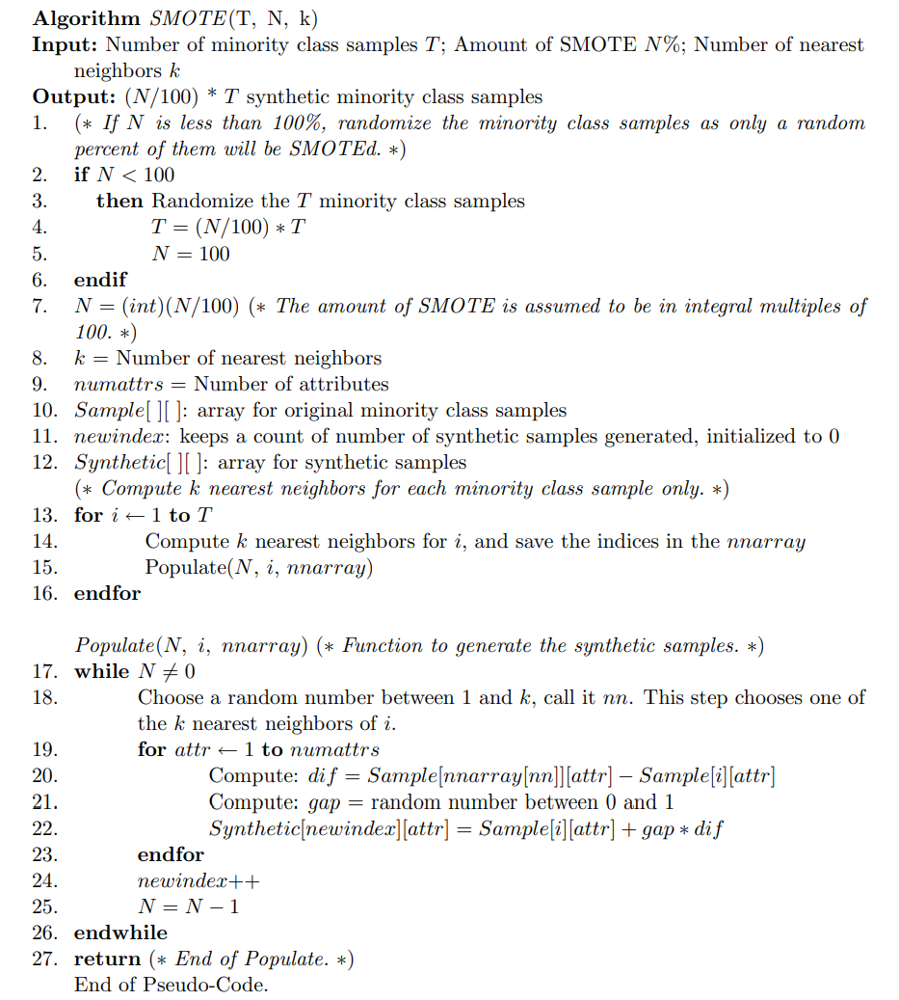 Algorithm SMOTE(T, N, k)
Input: Number of minority class samples T; Amount of SMOTE N%; Number of nearest
neighbors k
Output: (N/100) * T synthetic minority class samples
1. (∗ If N is less than 100%, randomize the minority class samples as only a random
percent of them will be SMOTEd. ∗)
2. if N < 100
3. then Randomize the T minority class samples
4. T = (N/100) ∗ T
5. N = 100
6. endif
7. N = (int)(N/100) (∗ The amount of SMOTE is assumed to be in integral multiples of
100. ∗)
8. k = Number of nearest neighbors
9. numattrs = Number of attributes
10. Sample[ ][ ]: array for original minority class samples
11. newindex: keeps a count of number of synthetic samples generated, initialized to 0
12. Synthetic[ ][ ]: array for synthetic samples
(∗ Compute k nearest neighbors for each minority class sample only. ∗)
13. for i ← 1 to T
14. Compute k nearest neighbors for i, and save the indices in the nnarray
15. Populate(N, i, nnarray)
16. endfor
Populate(N, i, nnarray) (∗ Function to generate the synthetic samples. ∗)
17. while N ≠ 0
18. Choose a random number between 1 and k, call it nn. This step chooses one of
the k nearest neighbors of i.
19. for attr ← 1 to numattrs
20. Compute: dif = Sample[nnarray[nn]][attr] − Sample[i][attr]
21. Compute: gap = random number between 0 and 1
22. Synthetic[newindex][attr] = Sample[i][attr] + gap ∗ dif
23. endfor
24. newindex++
25. N = N − 1
26. endwhile
27. return (∗ End of Populate. ∗)
End of Pseudo-Code.